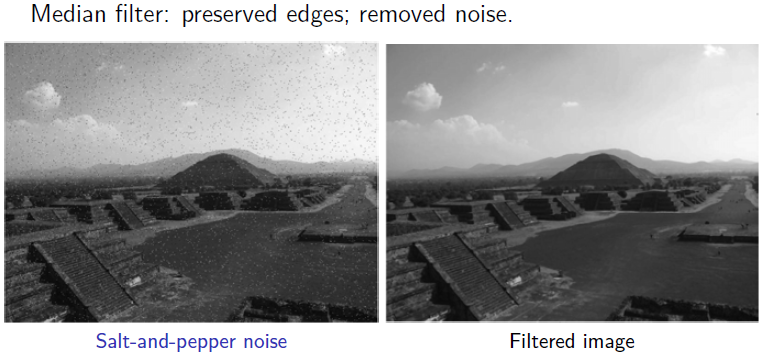 Median filter: preserved edges; removed noise.
Salt-and-pepper noise
Filtered image